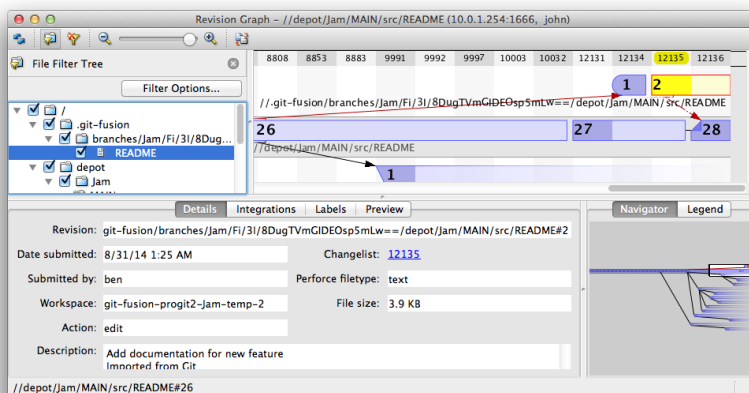 Revision Graph - //depot/Jam/MAIN/src/README (10.0.1.254:1666, john)
File Filter Tree
Filter Options...
/
.git-fusion
branches/Jam/Fi/3I/8Dug...
README
depot
Jam
8808 8853 8883 9991 9992 9997 10003 10032 12131 12134 12135 12136
1 2
//.git-fusion/branches/Jam/Fi/3I/8DugTVmGIDEOsp5mLw==/depot/Jam/MAIN/src/README
26 27 28
//depot/Jam/MAIN/src/README
1
Details Integrations Labels Preview
Navigator Legend
Revision: git-fusion/branches/Jam/Fi/3I/8DugTVmGIDEOsp5mLw==/depot/Jam/MAIN/src/README#2
Date submitted: 8/31/14 1:25 AM Changelist: 12135
Submitted by: ben Perforce filetype: text
Workspace: git-fusion-progit2-Jam-temp-2 File size: 3.9 KB
Action: edit
Description: Add documentation for new feature
Imported from Git
//depot/Jam/MAIN/src/README#26